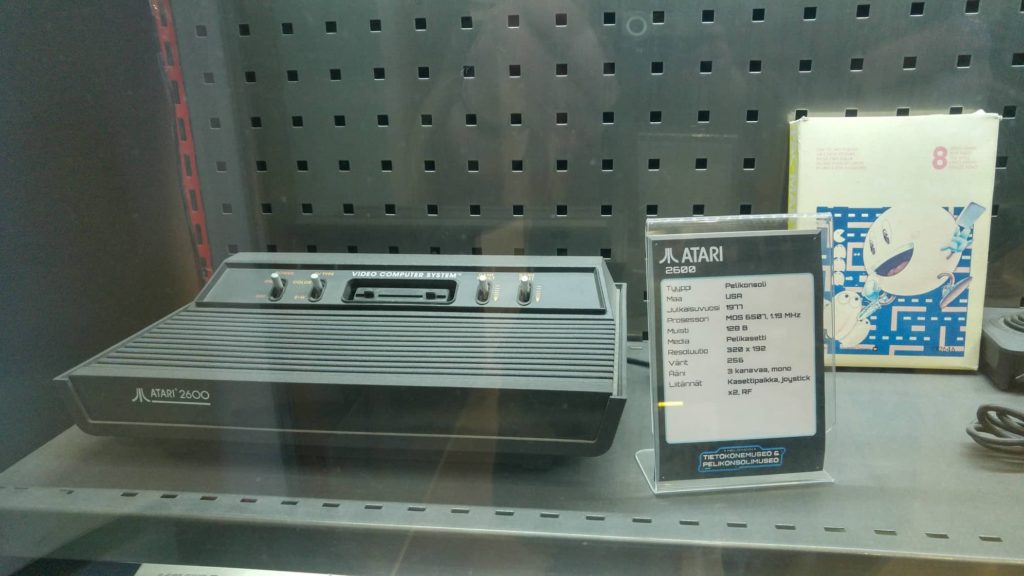 VIDEO COMPUTER SYSTEM™
COLOR
B-W
ATARI® 2600
ATARI
2600
Tyyppi Pelikonsoli
Maa USA
Julkaisuvuosi 1977
Prosessori MOS 6507, 1.19 MHz
Muisti 128 B
Media Pelikasetti
Resoluutio 320 x 192
Värit 256
Ääni 3 kanavaa, mono
Liitännät Kasettipaikka, joystick
x2, RF
TIETOKONEMUSEO &
PELIKONSOLIMUSEO
8